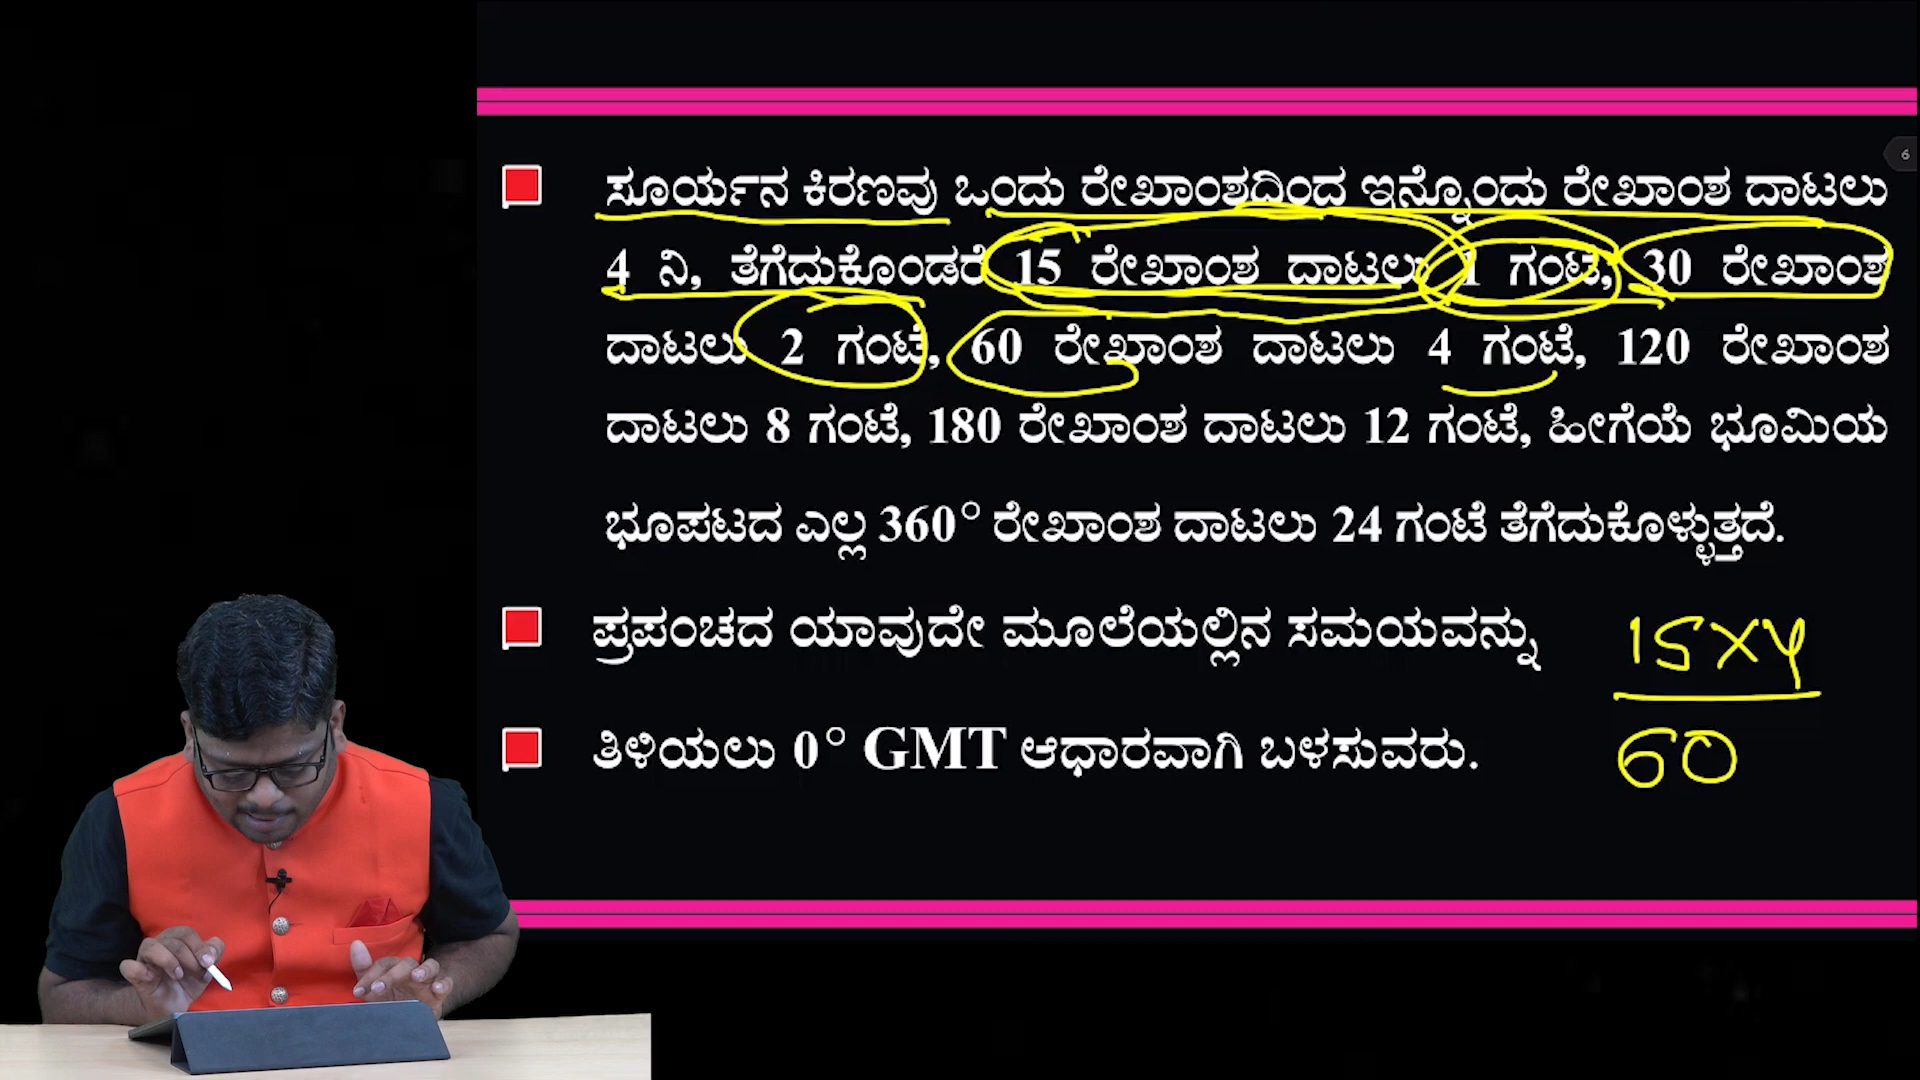 ಸೂರ್ಯನ ಕಿರಣವು ಒಂದು ರೇಖಾಂಶದಿಂದ ಇನ್ನೊಂದು ರೇಖಾಂಶ ದಾಟಲು
4 ನಿ, ತೆಗೆದುಕೊಂಡರೆ 15 ರೇಖಾಂಶ ದಾಟಲು 1 ಗಂಟೆ, 30 ರೇಖಾಂಶ
ದಾಟಲು 2 ಗಂಟೆ, 60 ರೇಖಾಂಶ ದಾಟಲು 4 ಗಂಟೆ, 120 ರೇಖಾಂಶ
ದಾಟಲು 8 ಗಂಟೆ, 180 ರೇಖಾಂಶ ದಾಟಲು 12 ಗಂಟೆ, ಹೀಗೆಯೆ ಭೂಮಿಯ
ಭೂಪಟದ ಎಲ್ಲ 360° ರೇಖಾಂಶ ದಾಟಲು 24 ಗಂಟೆ ತೆಗೆದುಕೊಳ್ಳುತ್ತದೆ.
ಪ್ರಪಂಚದ ಯಾವುದೇ ಮೂಲೆಯಲ್ಲಿನ ಸಮಯವನ್ನು
ತಿಳಿಯಲು 0° GMT ಆಧಾರವಾಗಿ ಬಳಸುವರು.
15X4
60
6